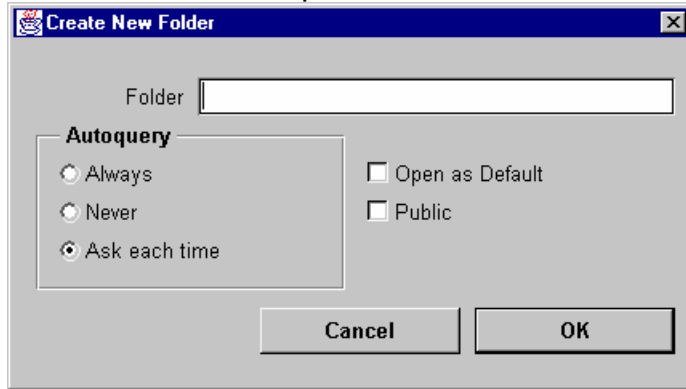 Create New Folder
Folder
Autoquery
Always
Never
Ask each time
Open as Default
Public
Cancel
OK